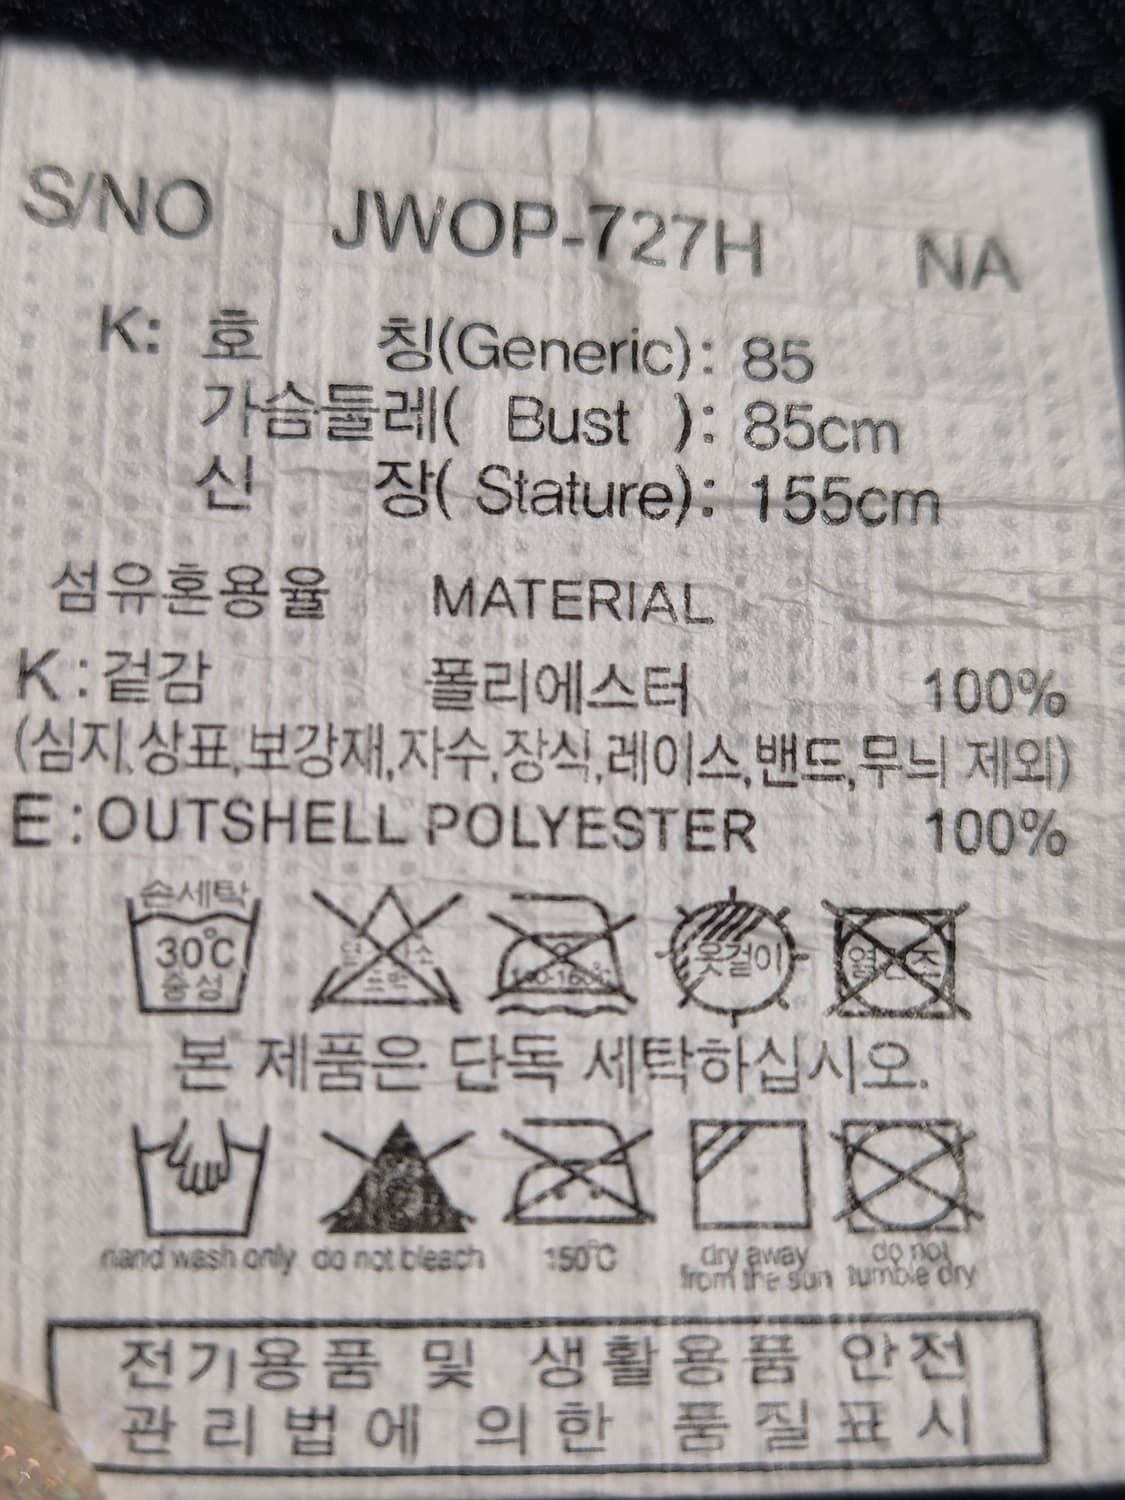 S/NO JWOP-727H NA
K: 호 칭(Generic): 85
가슴둘레( Bust ): 85cm
신 장( Stature): 155cm
섬유혼용율 MATERIAL
K : 겉감 폴리에스터 100%
(심지,상표,보강재,자수,장식,레이스,밴드,무늬 제외)
E : OUTSHELL POLYESTER 100%
손세탁
30°C 옷걸이
중성
본 제품은 단독 세탁하십시오.
hand wash only do not bleach 150°C dry away do not
from the sun tumble dry
전기용품 및 생활용품 안전
관리법에 의한 품질표시